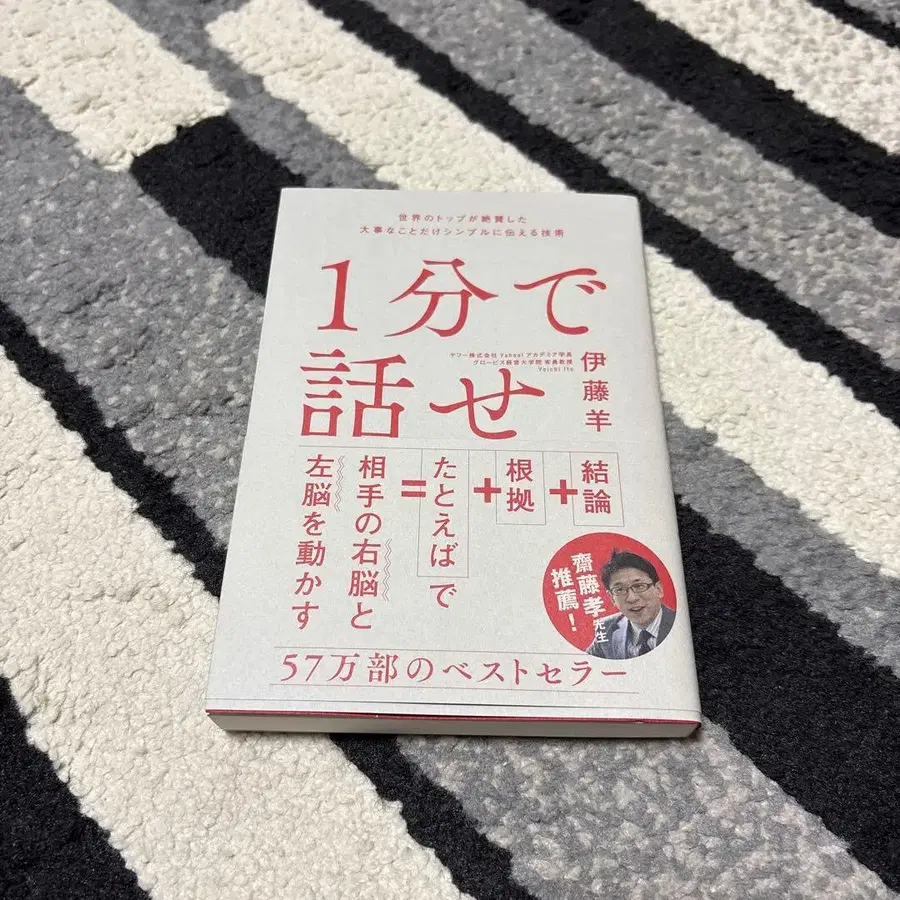 世界のトップが絶賛した
大事なことだけシンプルに伝える技術
1分で
話せ
ヤフー株式会社 Yahoo! アカデミア学長
グロービス経営大学院 客員教授
Yoichi Ito
伊藤羊
結論
+
根拠
+
たとえばで
=
相手の右脳と
左脳を動かす
齋藤孝先生
推薦!
57万部のベストセラー